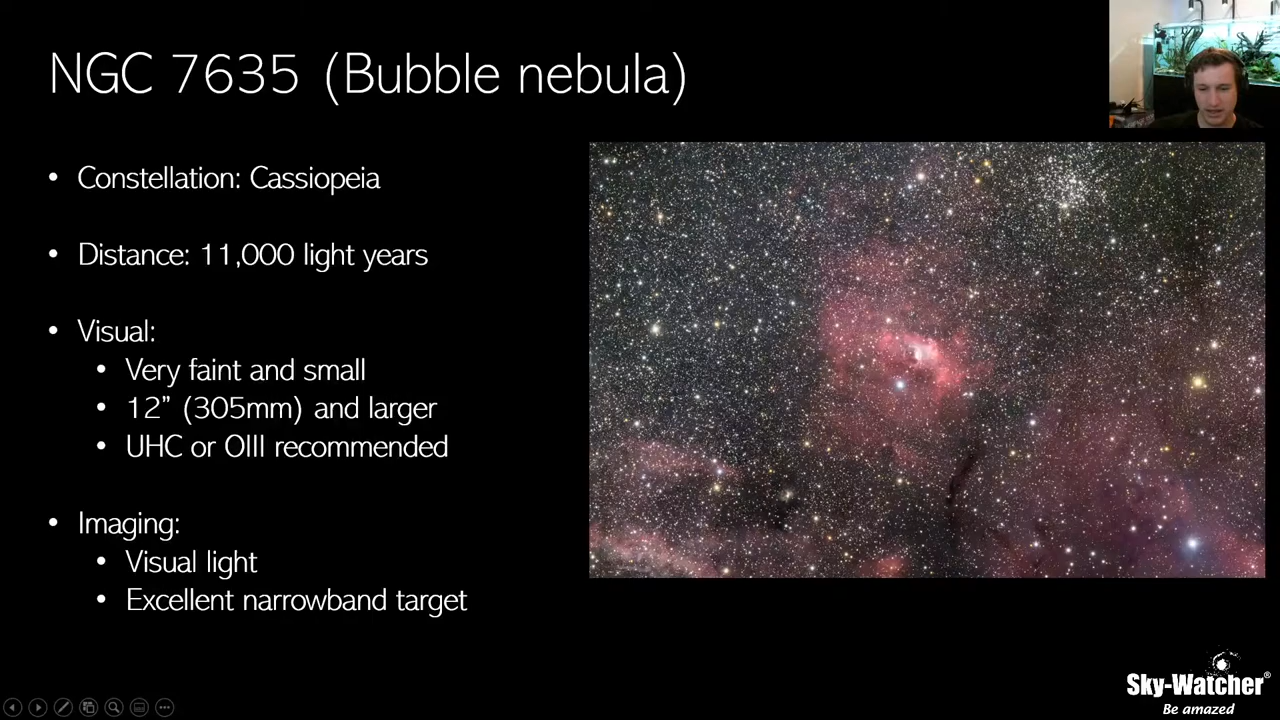 NGC 7635 (Bubble nebula)
• Constellation: Cassiopeia
• Distance: 11,000 light years
• Visual:
• Very faint and small
• 12” (305mm) and larger
• UHC or OIII recommended
• Imaging:
• Visual light
• Excellent narrowband target
Sky-Watcher®
Be amazed